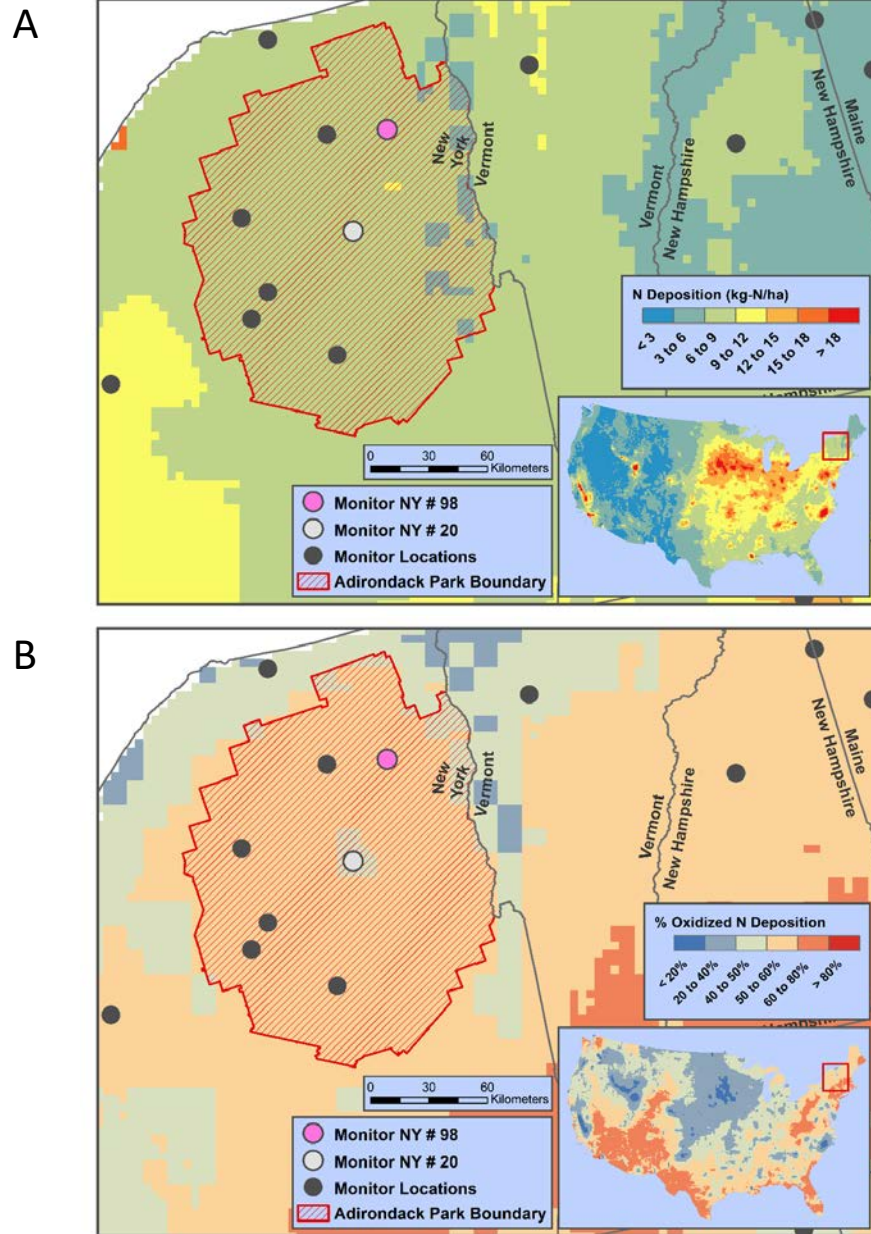 A
New
York
Vermont
Vermont
New Hampshire
Maine
New Hampshire
N Deposition (kg-N/ha)
< 3
3 to 6
6 to 9
9 to 12
12 to 15
15 to 18
> 18
0 30 60
Kilometers
Monitor NY # 98
Monitor NY # 20
Monitor Locations
Adirondack Park Boundary
B
New
York
Vermont
Vermont
New Hampshire
Maine
New Hampshire
% Oxidized N Deposition
< 20%
20 to 40%
40 to 50%
50 to 60%
60 to 80%
> 80%
0 30 60
Kilometers
Monitor NY # 98
Monitor NY # 20
Monitor Locations
Adirondack Park Boundary